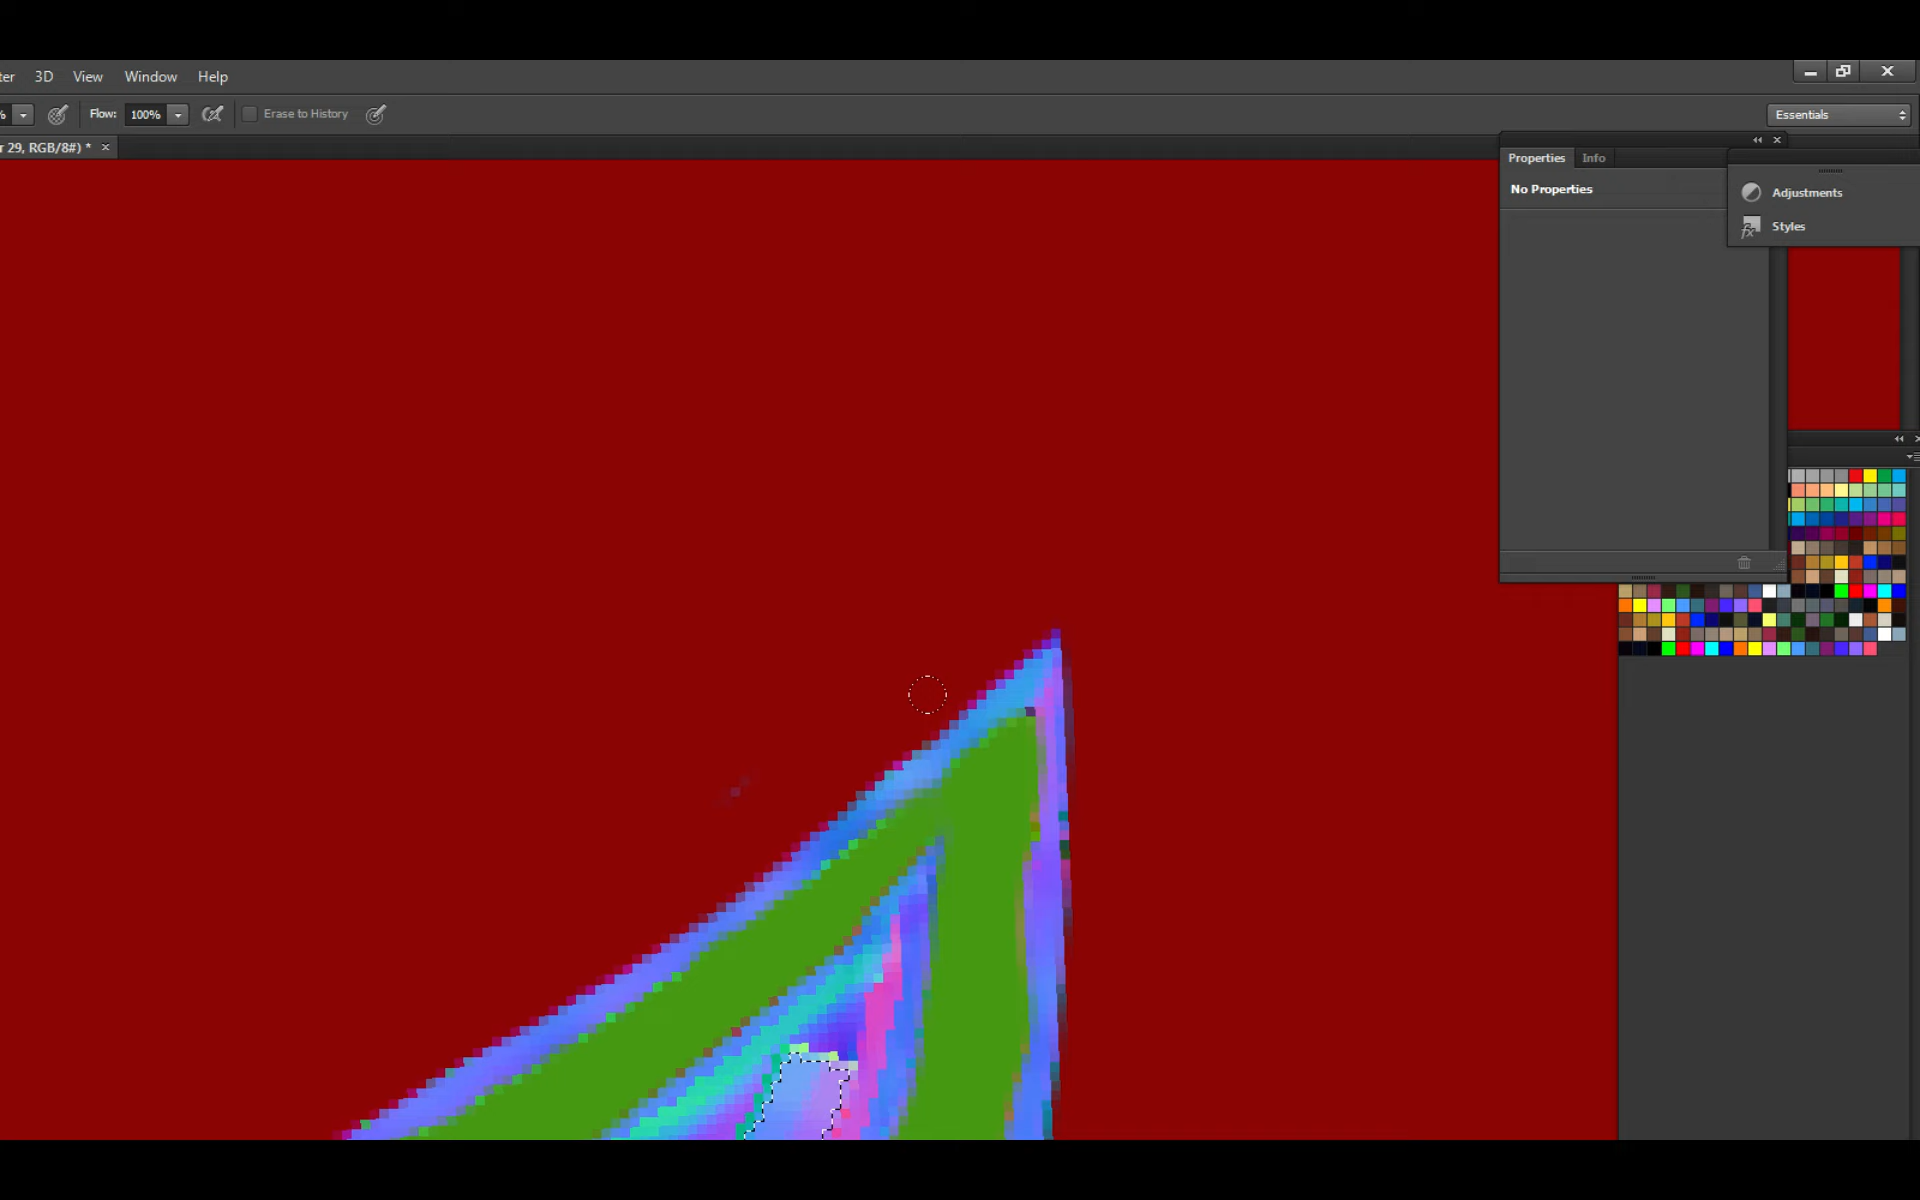 ter 3D View Window Help
% Flow: 100% Erase to History Essentials
r 29, RGB/8#) *
Properties Info
No Properties
Adjustments
Styles